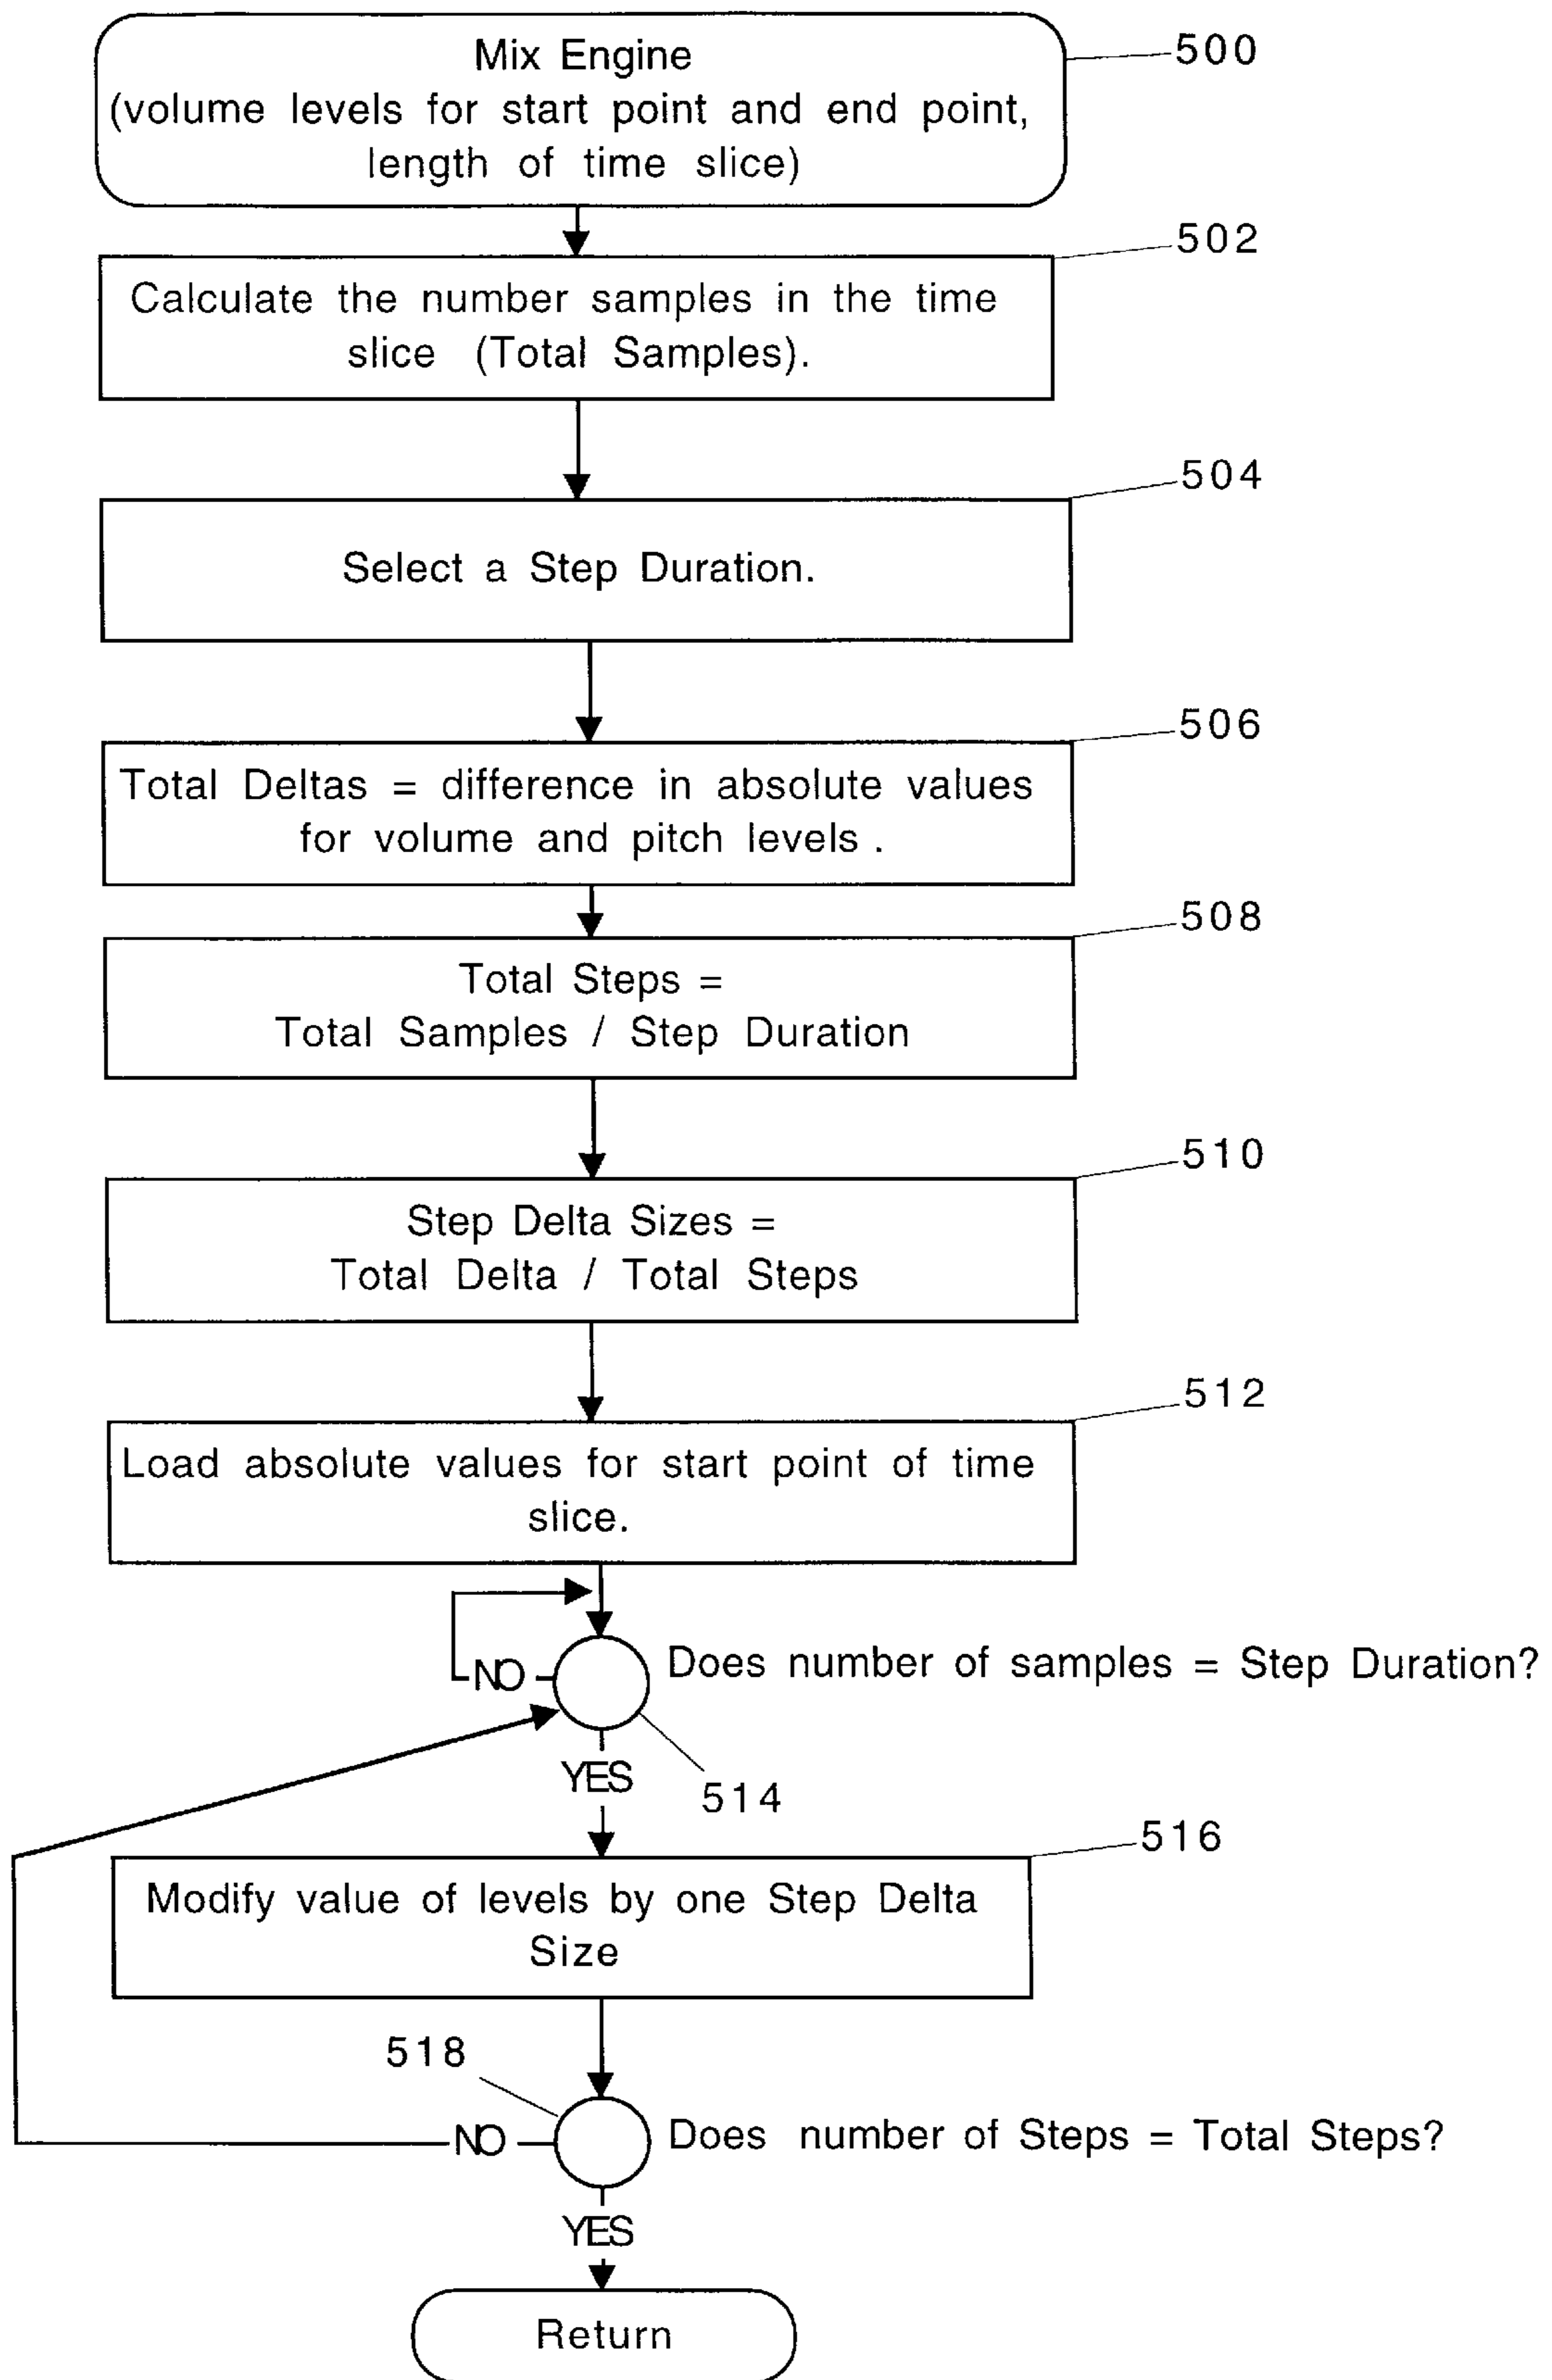 Mix Engine
(volume levels for start point and end point,
length of time slice)
500
502
Calculate the number samples in the time
slice (Total Samples).
504
Select a Step Duration.
506
Total Deltas = difference in absolute values
for volume and pitch levels .
508
Total Steps =
Total Samples / Step Duration
510
Step Delta Sizes =
Total Delta / Total Steps
512
Load absolute values for start point of time
slice.
NO
Does number of samples = Step Duration?
YES
514
516
Modify value of levels by one Step Delta
Size
518
NO
Does number of Steps = Total Steps?
YES
Return